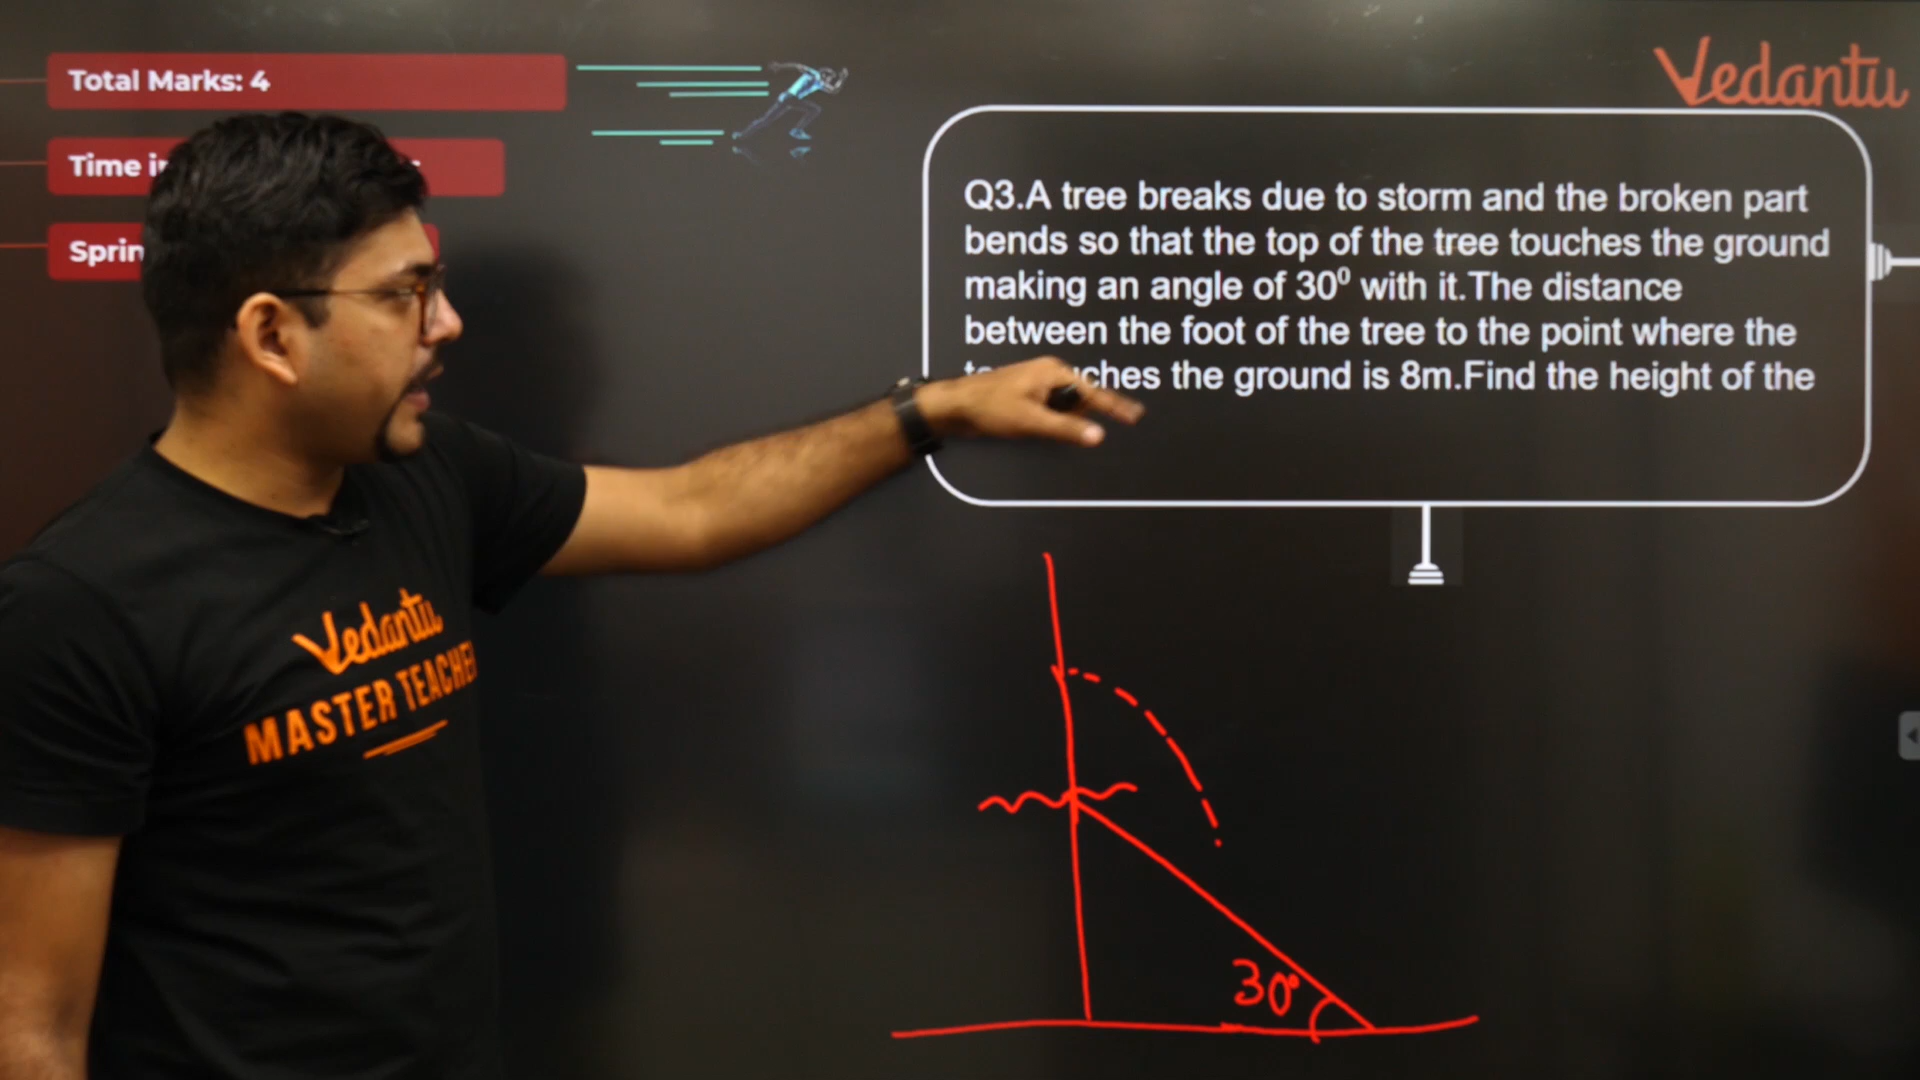 Total Marks: 4
Time
Vedantu
Q3.A tree breaks due to storm and the broken part
bends so that the top of the tree touches the ground
making an angle of 30⁰ with it.The distance
between the foot of the tree to the point where the
the ground is 8m.Find the height of the
Vedantu
MASTER TEACHER
30°